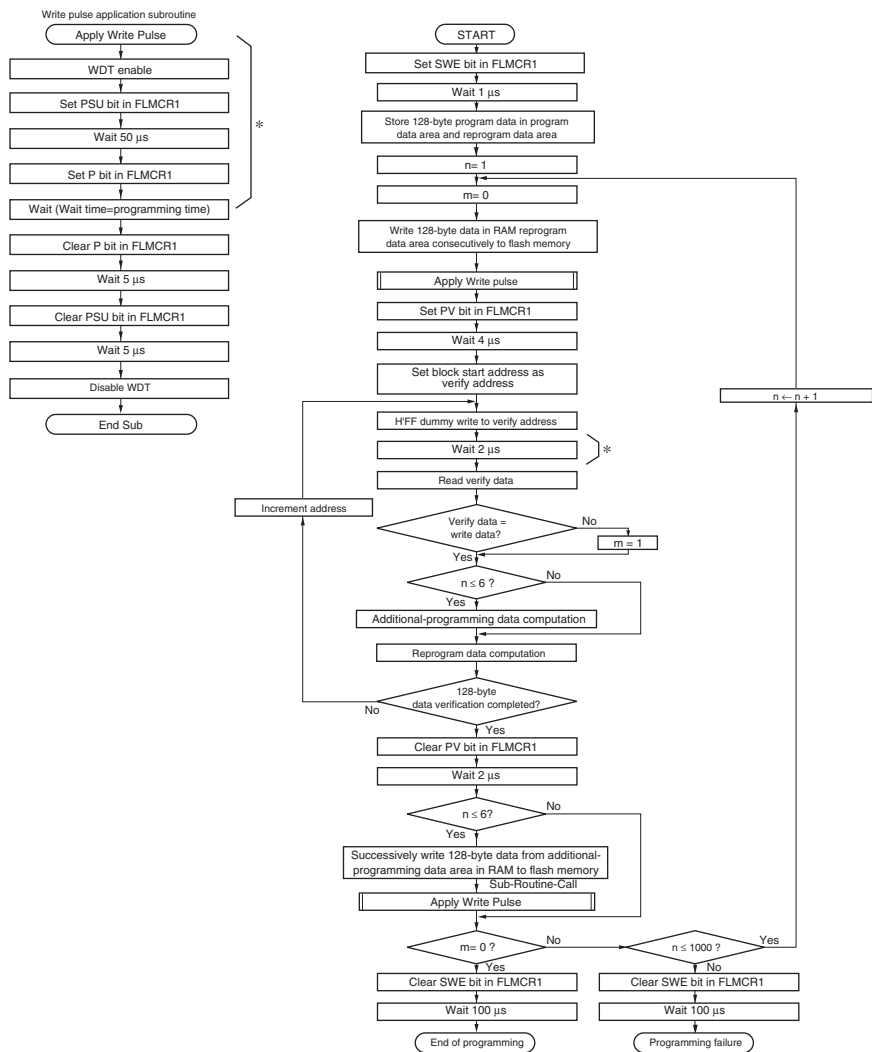 Write pulse application subroutine
Apply Write Pulse
WDT enable
Set PSU bit in FLMCR1
Wait 50 μs
*
Set P bit in FLMCR1
Wait (Wait time=programming time)
Clear P bit in FLMCR1
Wait 5 μs
Clear PSU bit in FLMCR1
Wait 5 μs
Disable WDT
End Sub
START
Set SWE bit in FLMCR1
Wait 1 μs
Store 128-byte program data in program
data area and reprogram data area
n= 1
m= 0
Write 128-byte data in RAM reprogram
data area consecutively to flash memory
Apply Write pulse
Set PV bit in FLMCR1
Wait 4 μs
Set block start address as
verify address
n ← n + 1
H'FF dummy write to verify address
Wait 2 μs
*
Read verify data
Increment address
Verify data =
write data?
No
m = 1
Yes
n ≤ 6 ?
No
Yes
Additional-programming data computation
Reprogram data computation
128-byte
data verification completed?
No
Yes
Clear PV bit in FLMCR1
Wait 2 μs
n ≤ 6?
No
Yes
Successively write 128-byte data from additional-
programming data area in RAM to flash memory
Sub-Routine-Call
Apply Write Pulse
m= 0 ?
No
n ≤ 1000 ?
Yes
Yes
No
Clear SWE bit in FLMCR1
Clear SWE bit in FLMCR1
Wait 100 μs
Wait 100 μs
End of programming
Programming failure